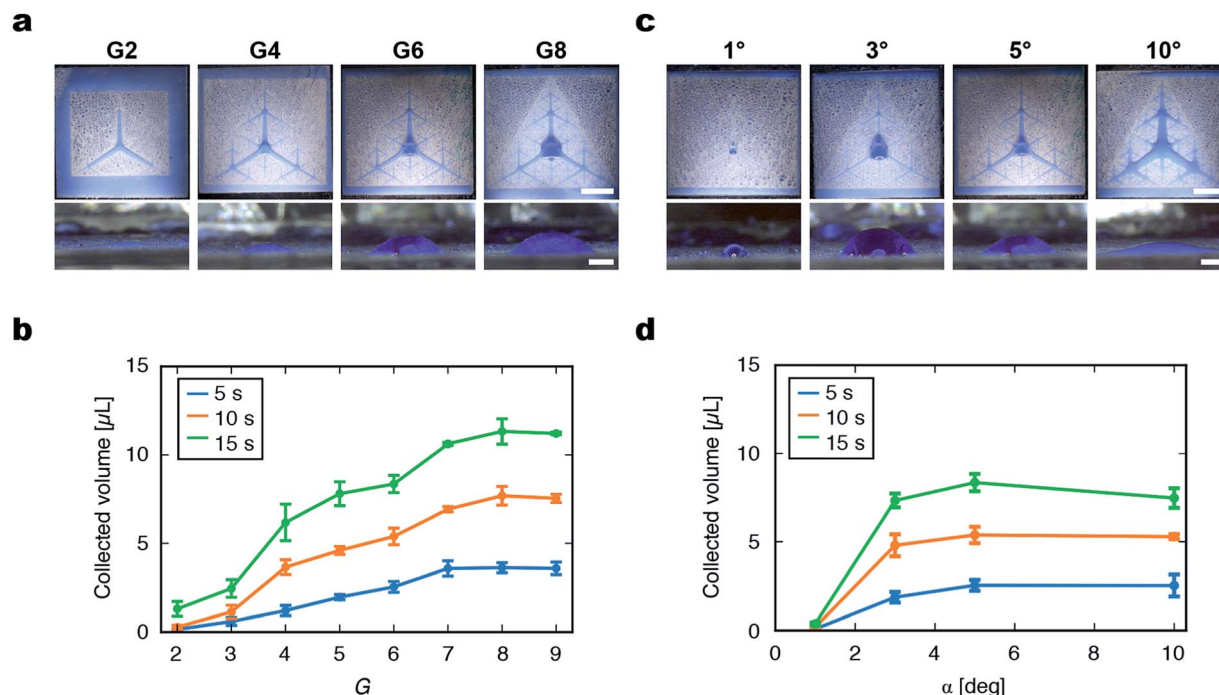 a
G2 G4 G6 G8
c
1° 3° 5° 10°
b
15
10
5
0
Collected volume [µL]
5 s
10 s
15 s
2 3 4 5 6 7 8 9
G
d
15
10
5
0
Collected volume [µL]
5 s
10 s
15 s
0 2 4 6 8 10
α [deg]